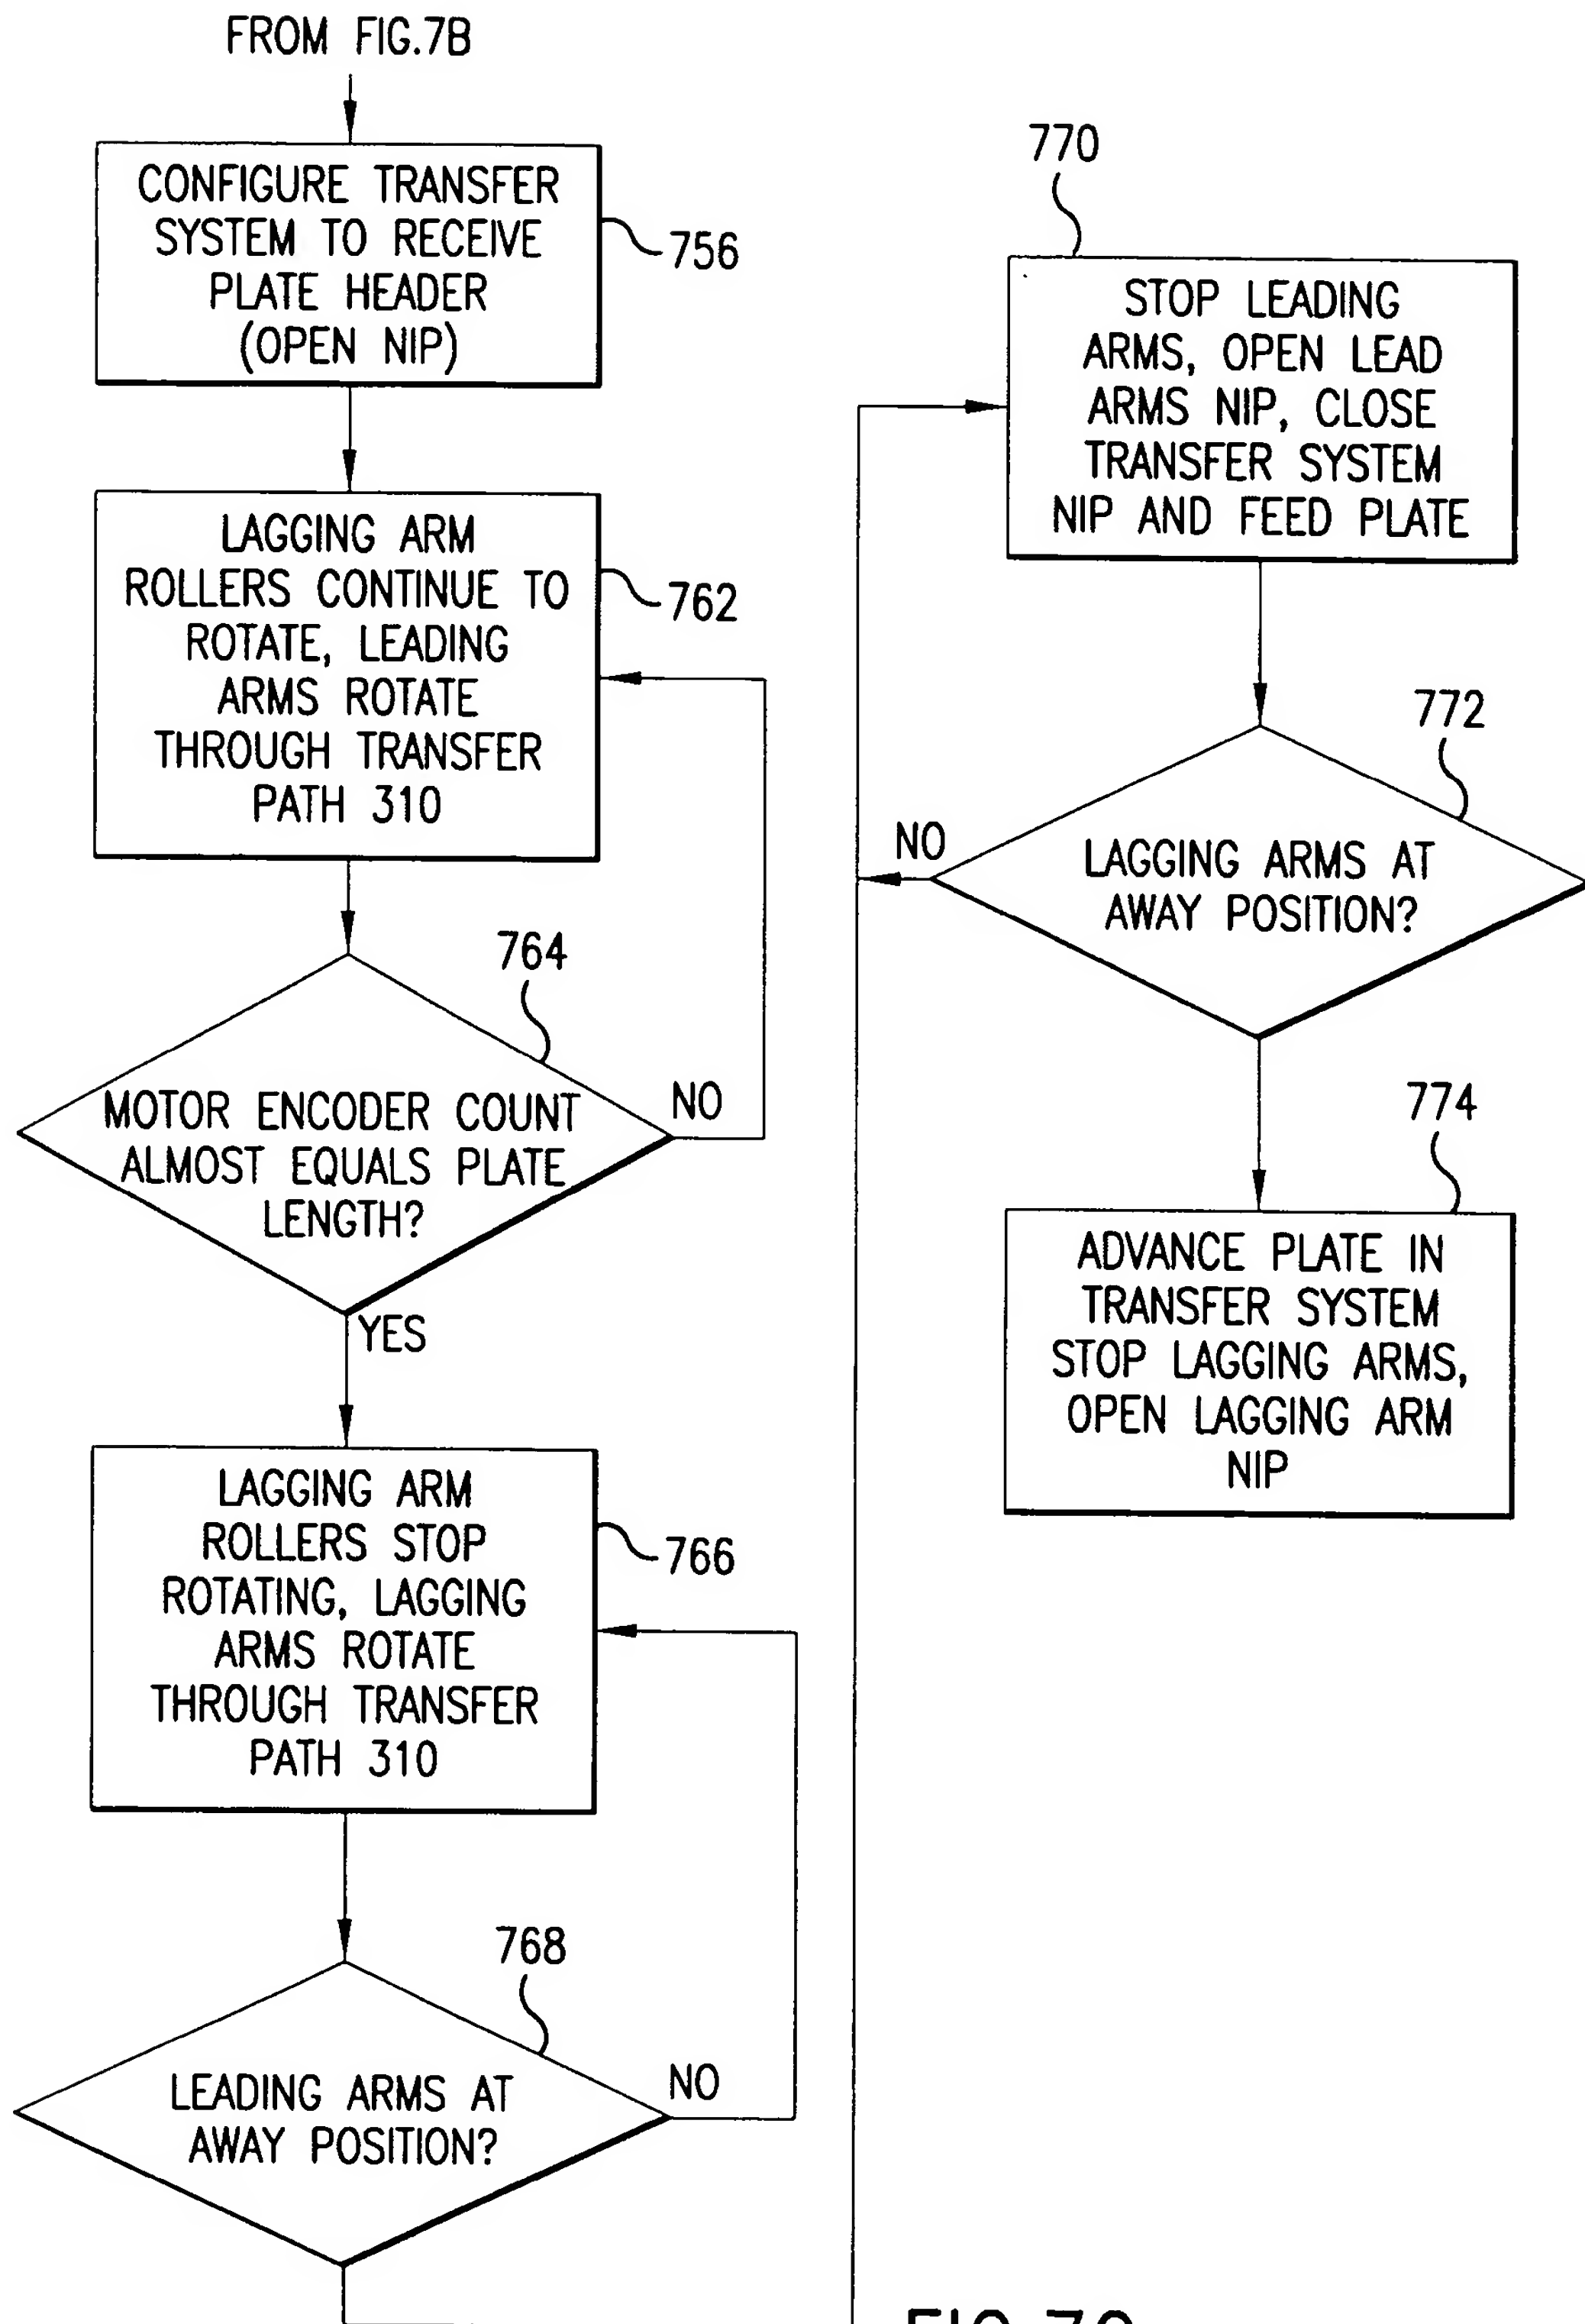 FROM FIG.7B
CONFIGURE TRANSFER
SYSTEM TO RECEIVE
PLATE HEADER
(OPEN NIP)
756
LAGGING ARM
ROLLERS CONTINUE TO
ROTATE, LEADING
ARMS ROTATE
THROUGH TRANSFER
PATH 310
762
764
MOTOR ENCODER COUNT
ALMOST EQUALS PLATE
LENGTH?
NO
YES
LAGGING ARM
ROLLERS STOP
ROTATING, LAGGING
ARMS ROTATE
THROUGH TRANSFER
PATH 310
766
768
LEADING ARMS AT
AWAY POSITION?
NO
770
STOP LEADING
ARMS, OPEN LEAD
ARMS NIP, CLOSE
TRANSFER SYSTEM
NIP AND FEED PLATE
772
LAGGING ARMS AT
AWAY POSITION?
NO
774
ADVANCE PLATE IN
TRANSFER SYSTEM
STOP LAGGING ARMS,
OPEN LAGGING ARM
NIP